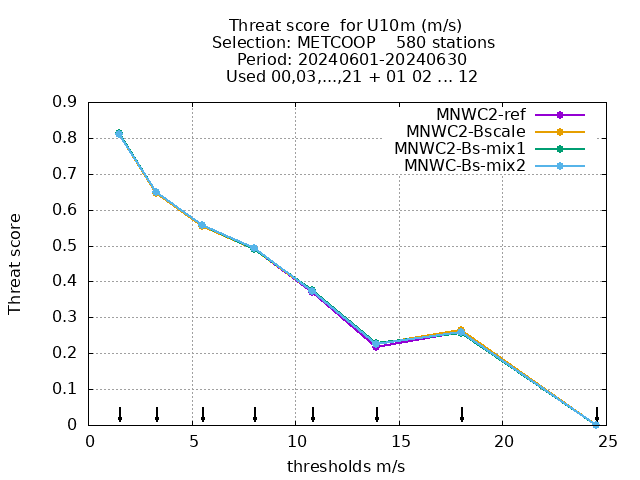 Threat score  for U10m (m/s)
Selection: METCOOP    580 stations
Period: 20240601-20240630
Used 00,03,...,21 + 01 02 ... 12
MNWC2-ref
MNWC2-Bscale
MNWC2-Bs-mix1
MNWC-Bs-mix2
Threat score
0.9
0.8
0.7
0.6
0.5
0.4
0.3
0.2
0.1
0
0 5 10 15 20 25
thresholds m/s